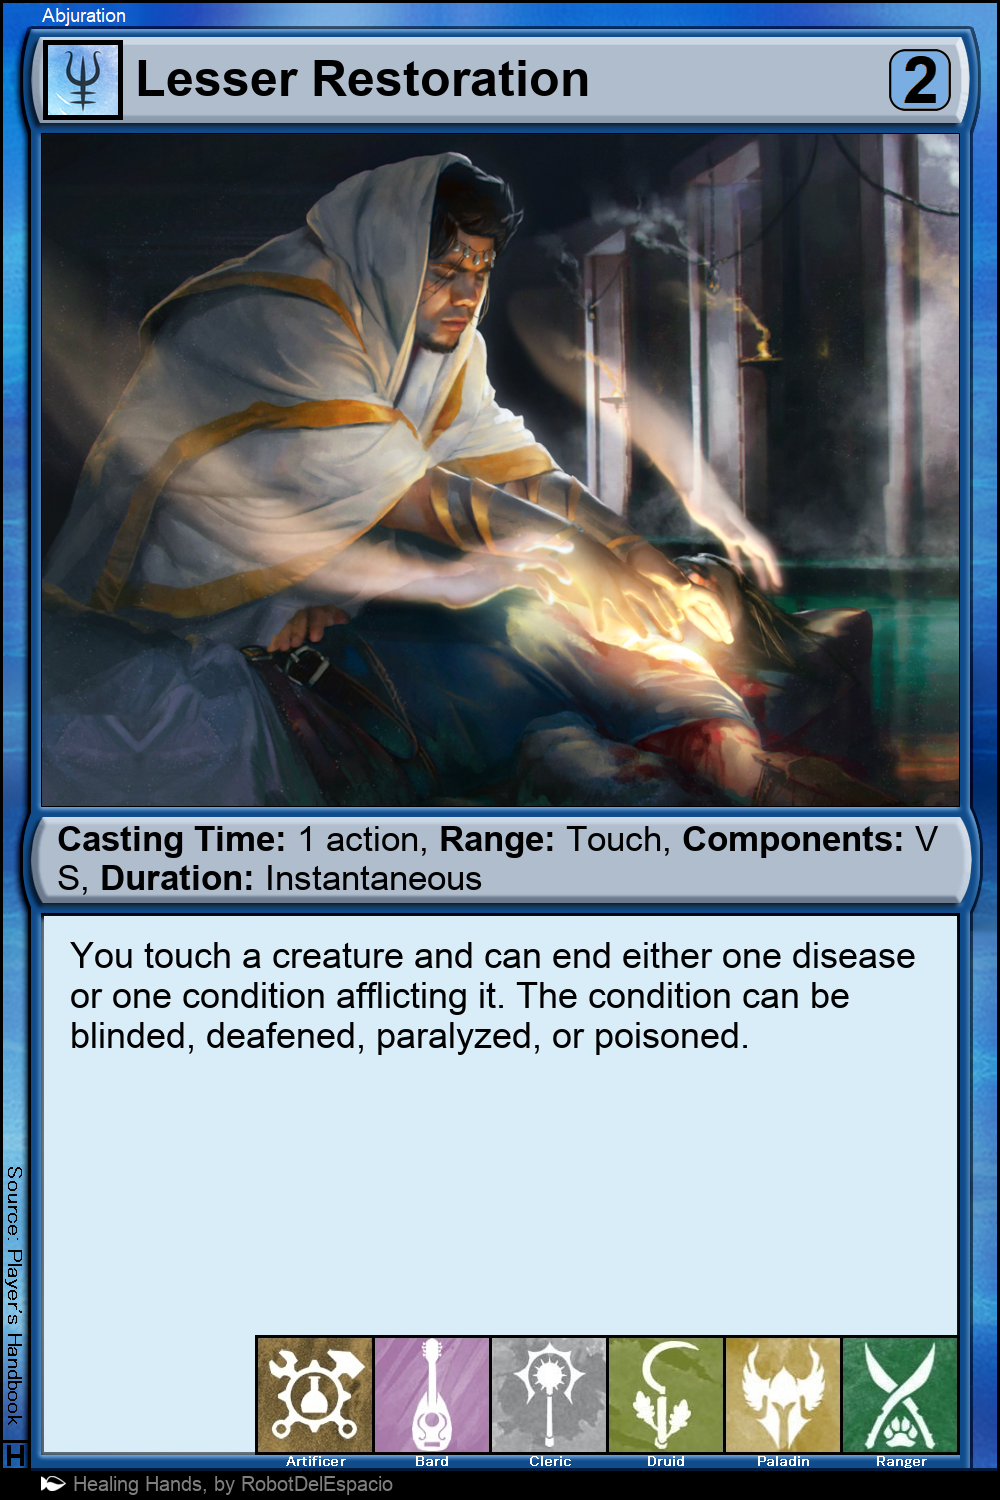 Abjuration
Lesser Restoration
2
Casting Time: 1 action, Range: Touch, Components: V
S, Duration: Instantaneous
You touch a creature and can end either one disease
or one condition afflicting it. The condition can be
blinded, deafened, paralyzed, or poisoned.
Source: Player's Handbook
H
Artificer
Bard
Cleric
Druid
Paladin
Ranger
Healing Hands, by RobotDelEspacio